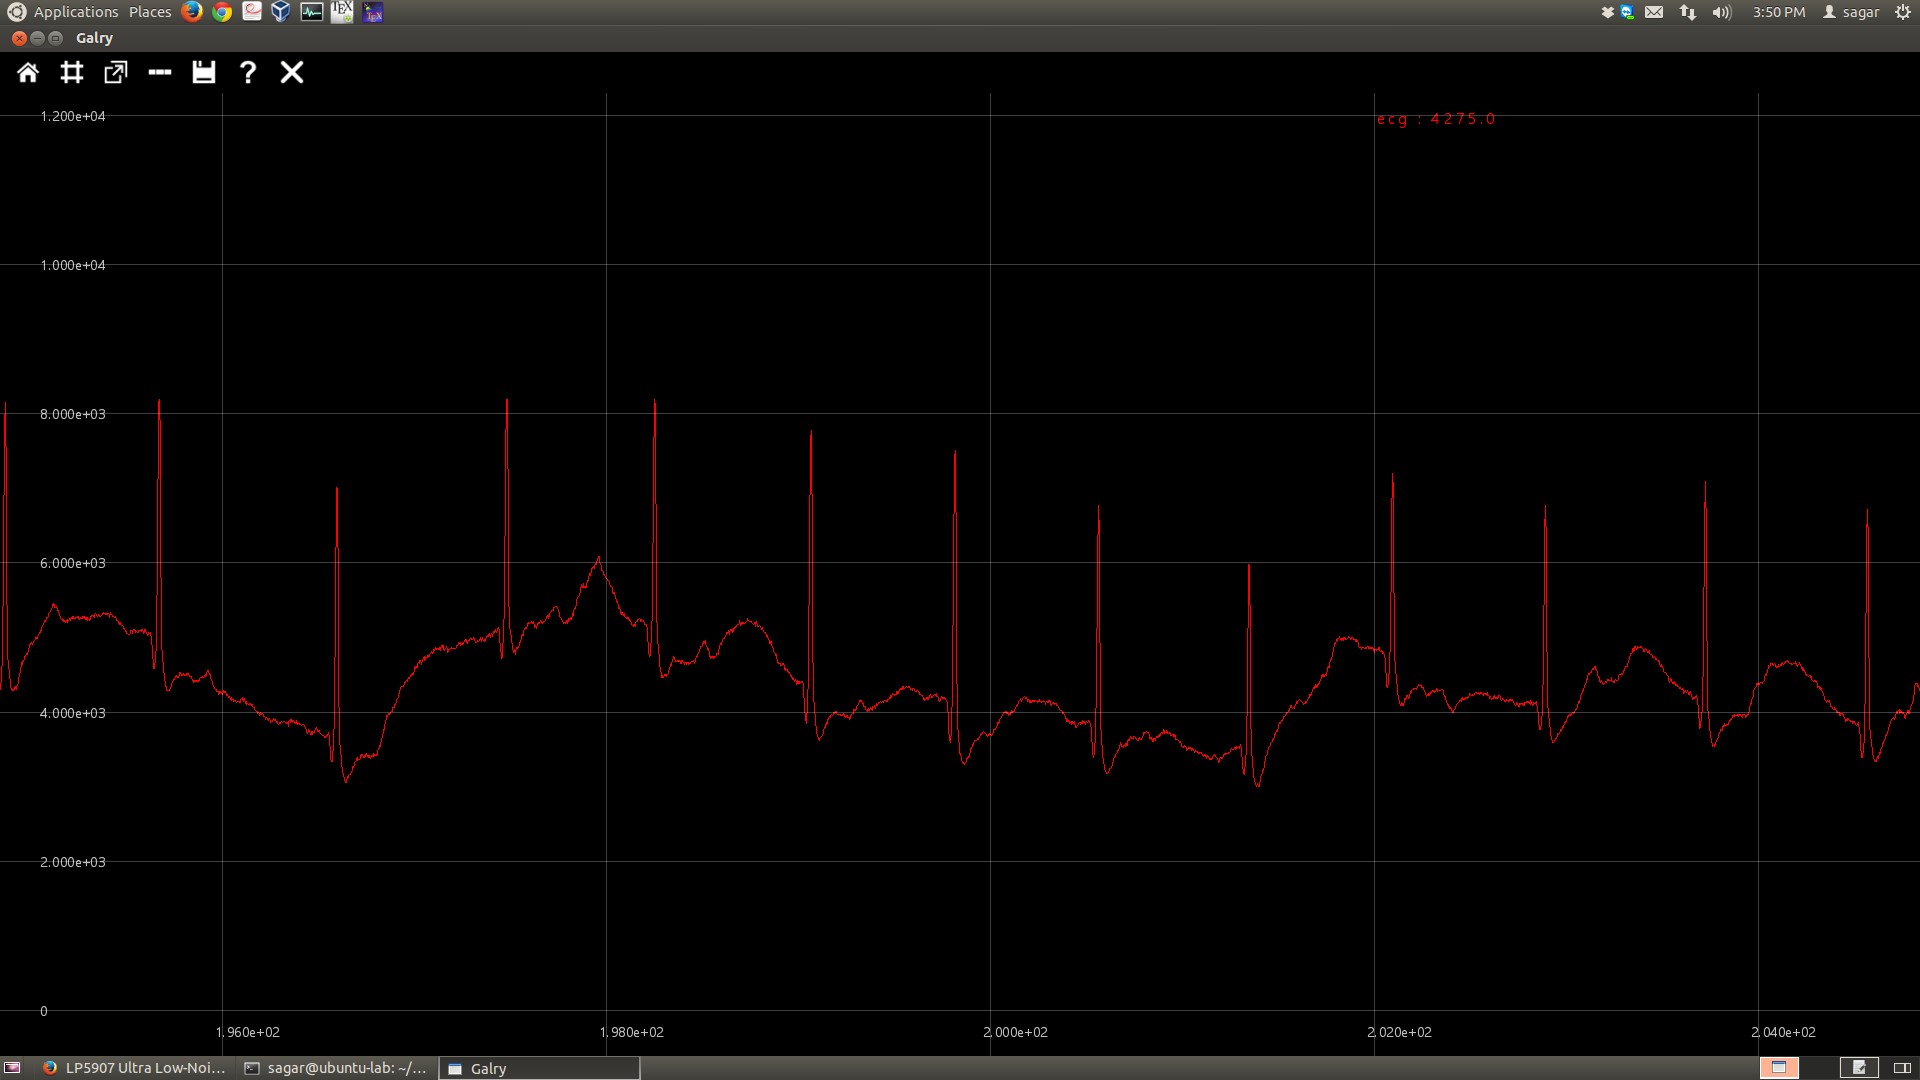 Applications Places 3:50 PM sagar
Galry
1.200e+04
ecg : 4275.0
1.000e+04
8.000e+03
6.000e+03
4.000e+03
2.000e+03
0
1.960e+02 1.980e+02 2.000e+02 2.020e+02 2.040e+02
LP5907 Ultra Low-Noi... sagar@ubuntu-lab: ~/... Galry